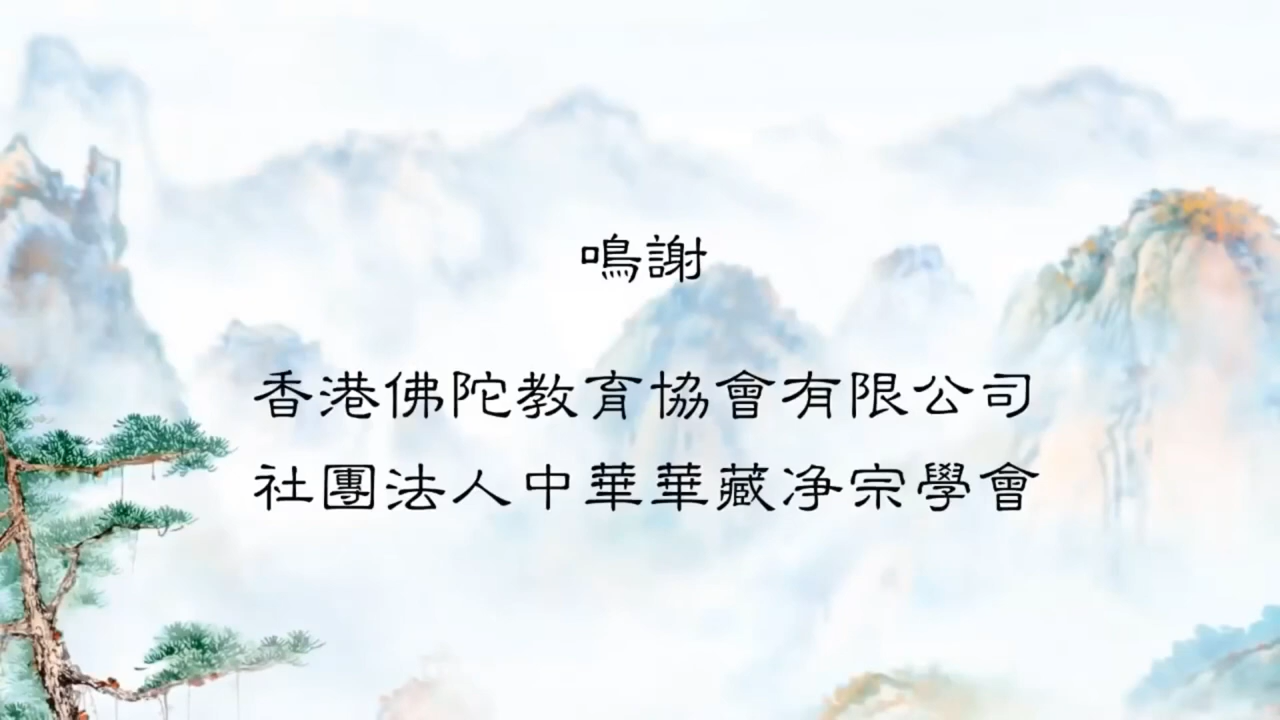 鳴謝
香港佛陀教育協會有限公司
社團法人中華華藏净宗學會